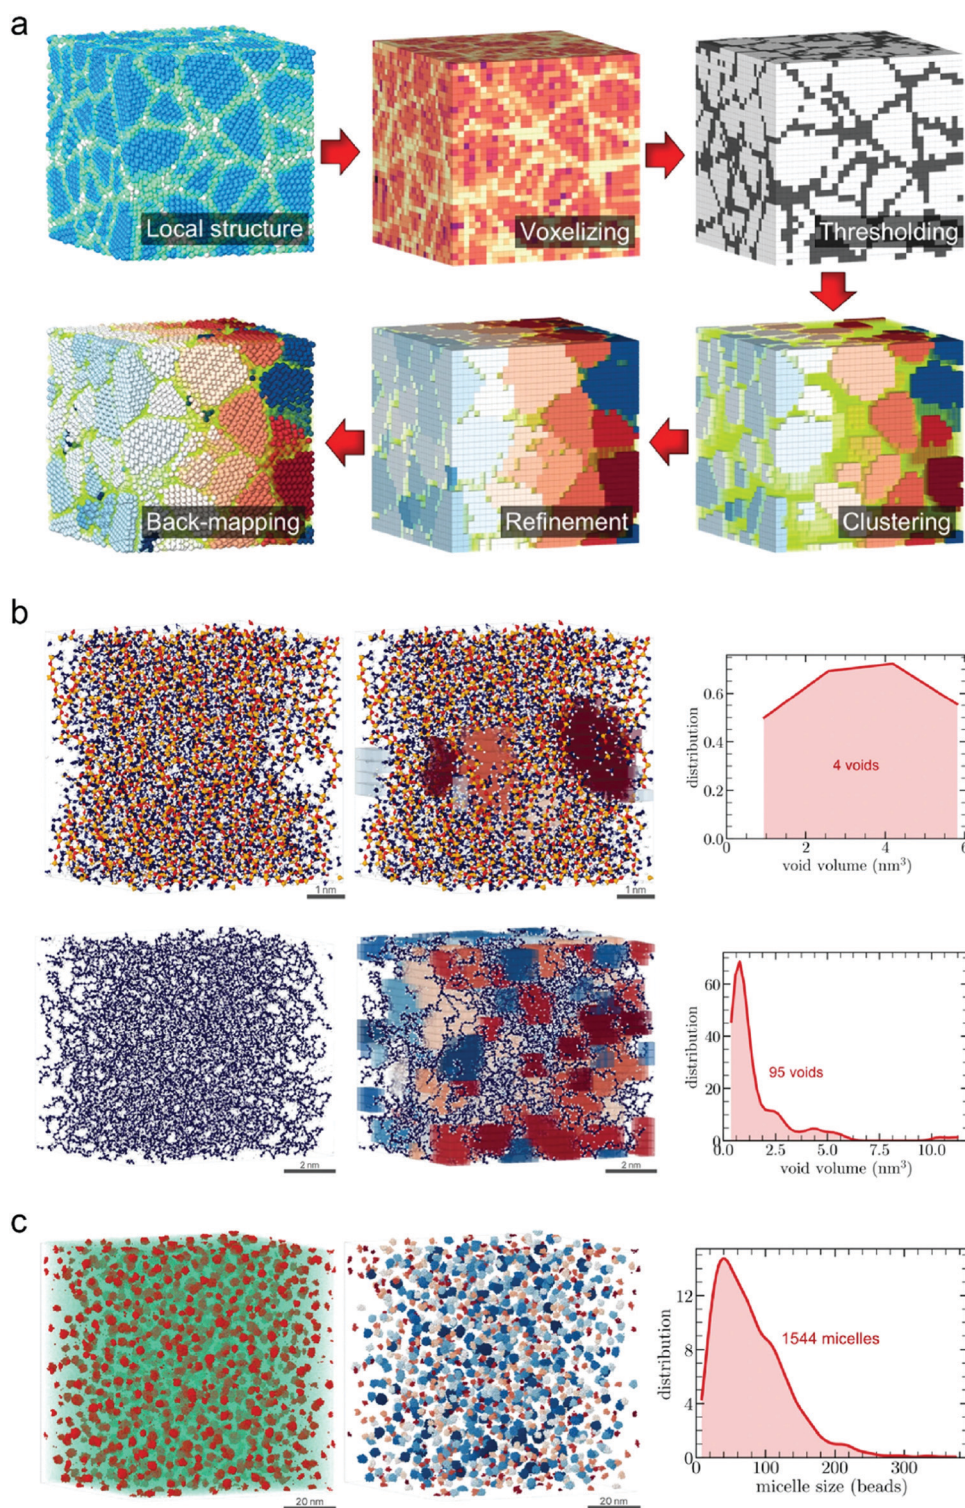 a
Local structure
Voxelizing
Thresholding
Back-mapping
Refinement
Clustering
b
1 nm
1 nm
distribution
0.6
0.4
0.2
0.0
4 voids
0 2 4 6
void volume (nm³)
2 nm
2 nm
distribution
60
40
20
0
95 voids
0.0 2.5 5.0 7.5 10.0
void volume (nm³)
c
20 nm
20 nm
distribution
12
8
4
0
1544 micelles
0 100 200 300
micelle size (beads)